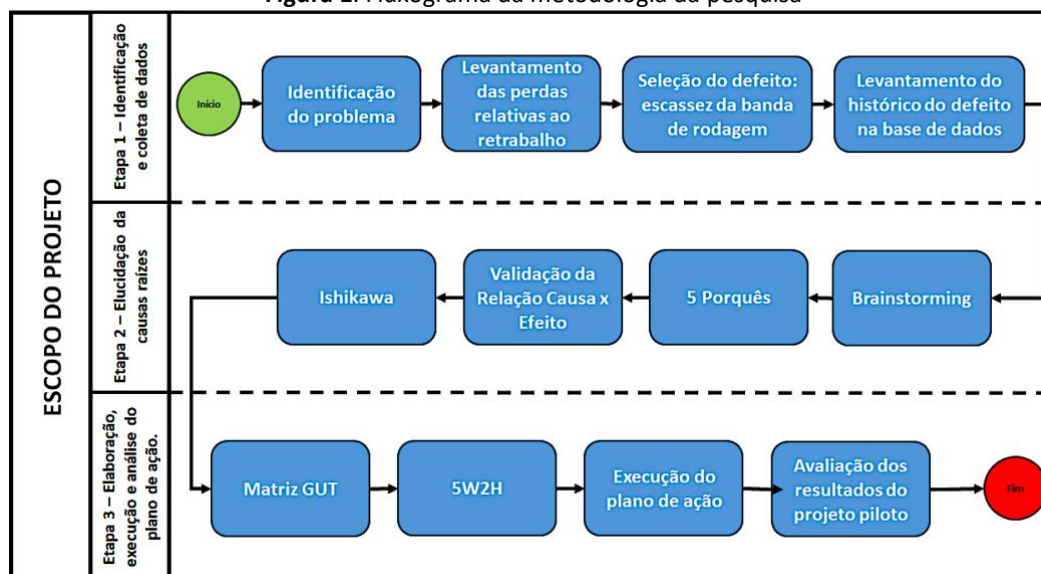 Figura 1. Fluxograma da metodologia da pesquisa
ESCOPO DO PROJETO
Etapa 1 – Identificação
e coleta de dados
Início
Identificação
do problema
Levantamento
das perdas
relativas ao
retrabalho
Seleção do defeito:
escassez da banda
de rodagem
Levantamento do
histórico do defeito
na base de dados
Etapa 2 – Elucidação da
causas raízes
Ishikawa
Validação da
Relação Causa x
Efeito
5 Porquês
Brainstorming
Etapa 3 – Elaboração,
execução e análise do
plano de ação.
Matriz GUT
5W2H
Execução do
plano de ação
Avaliação dos
resultados do
projeto piloto
Fim